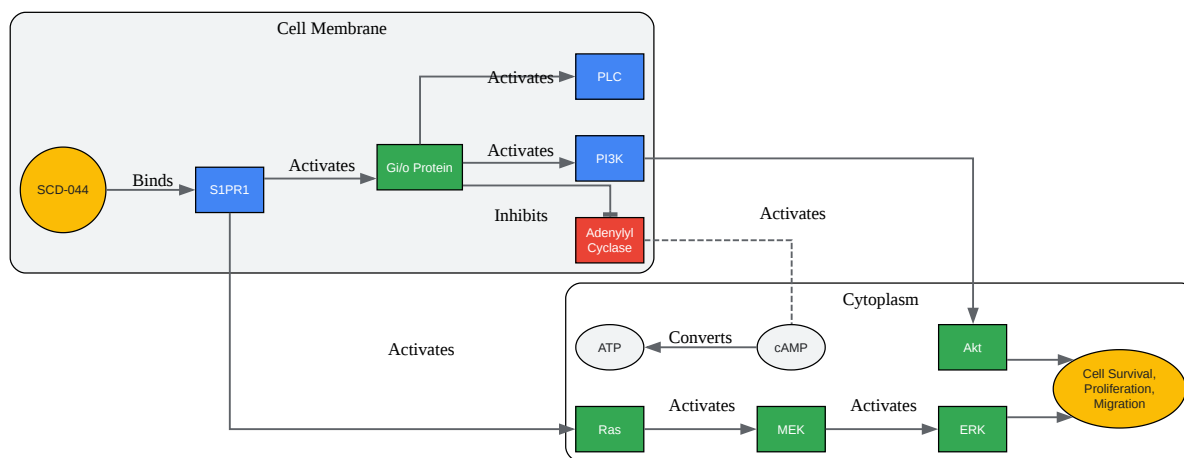 Cell Membrane
Activates
PLC
Activates
PI3K
Gi/o Protein
Activates
Binds
SCD-044
S1PR1
Inhibits
Adenylyl
Cyclase
Activates
Cytoplasm
ATP
Converts
cAMP
Akt
Activates
Cell Survival,
Proliferation,
Migration
Ras
Activates
MEK
Activates
ERK